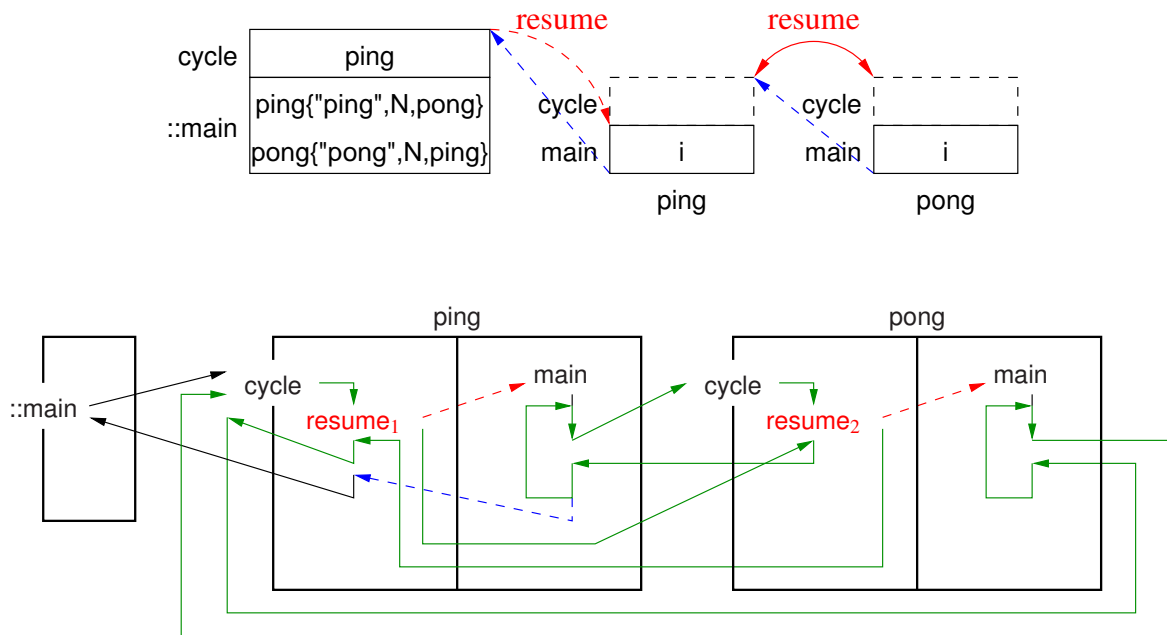 resume resume
cycle ping
ping{"ping",N,pong} cycle cycle
::main
pong{"pong",N,ping} main i main i
ping pong
ping pong
cycle main cycle main
::main
resume1 resume2